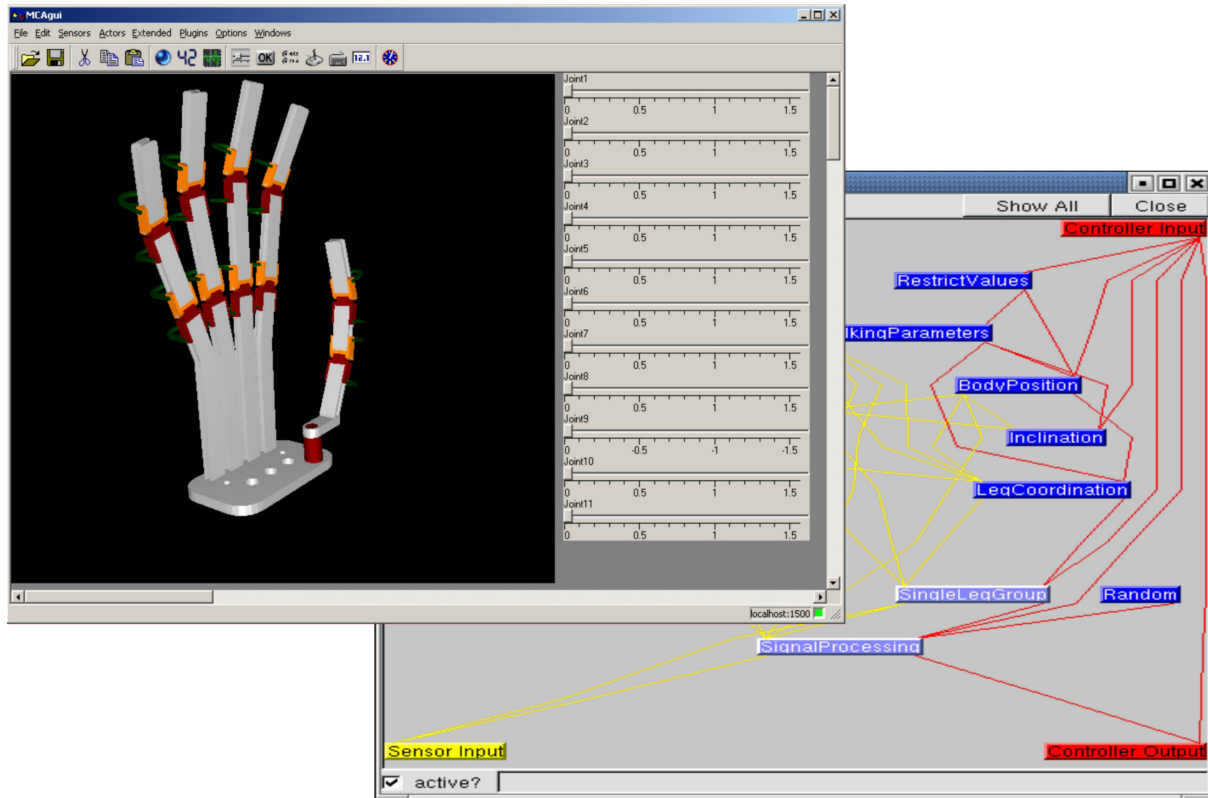 MCAgui
File Edit Sensors Actors Extended Plugins Options Windows
42 OK 12.1
Joint1
0 0.5 1 1.5
Joint2
0 0.5 1 1.5
Joint3
0 0.5 1 1.5
Joint4
0 0.5 1 1.5
Joint5
0 0.5 1 1.5
Joint6
0 0.5 1 1.5
Joint7
0 0.5 1 1.5
Joint8
0 0.5 1 1.5
Joint9
0 -0.5 -1 -1.5
Joint10
0 0.5 1 1.5
Joint11
0 0.5 1 1.5
localhost:1500
Show All Close
Controller Input
RestrictValues
lkingParameters
BodyPosition
Inclination
LegCoordination
SingleLegGroup Random
SignalProcessing
Sensor Input Controller Output
active?